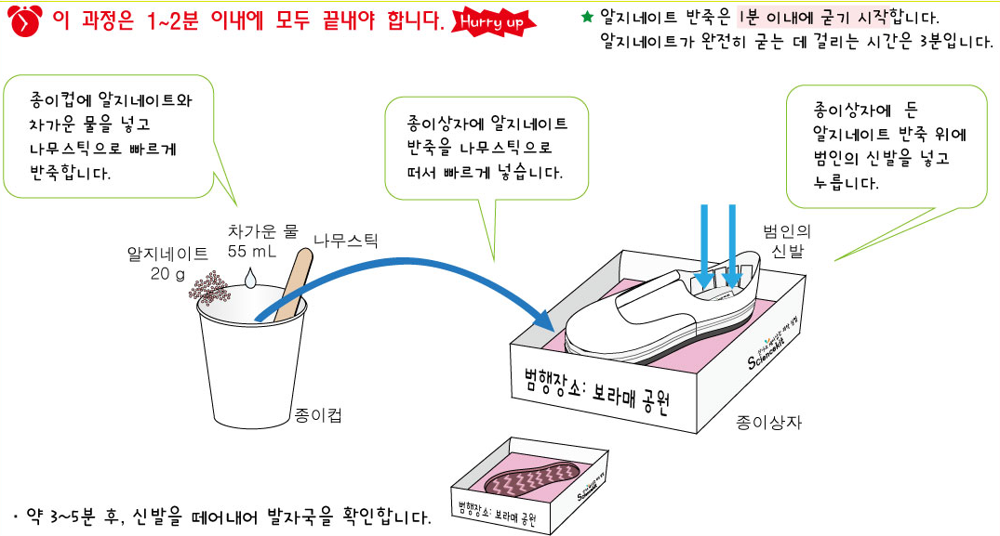 이 과정은 1~2분 이내에 모두 끝내야 합니다. Hurry up
★ 알지네이트 반죽은 1분 이내에 굳기 시작합니다.
알지네이트가 완전히 굳는 데 걸리는 시간은 3분입니다.
종이컵에 알지네이트와
차가운 물을 넣고
나무스틱으로 빠르게
반죽합니다.
종이상자에 알지네이트
반죽을 나무스틱으로
떠서 빠르게 넣습니다.
종이상자에 든
알지네이트 반죽 위에
범인의 신발을 넣고
누릅니다.
알지네이트
20 g
차가운 물
55 mL
나무스틱
종이컵
범인의
신발
Sciencekit
범행장소: 보라매 공원
종이상자
Sciencekit
범행장소: 보라매 공원
· 약 3~5분 후, 신발을 떼어내어 발자국을 확인합니다.